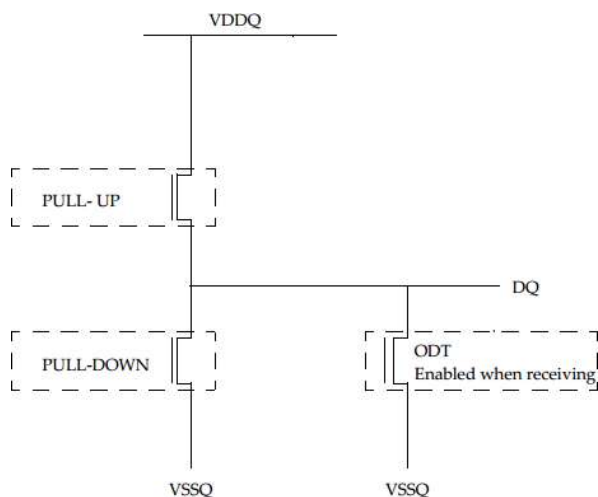 VDDQ
PULL- UP
DQ
PULL-DOWN
ODT
Enabled when receiving
VSSQ
VSSQ